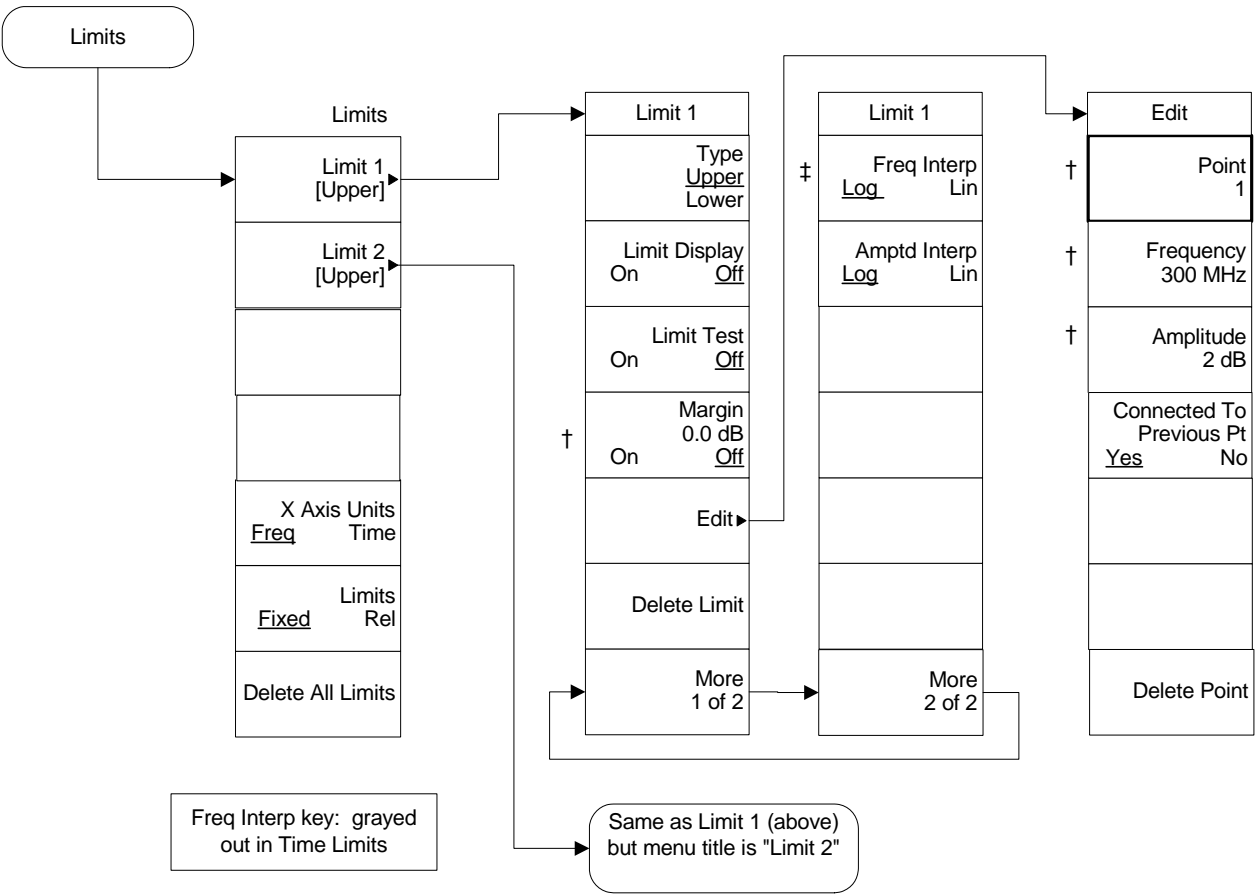 Limits
Limits
Limit 1
[Upper]
Limit 2
[Upper]
X Axis Units
Freq Time
Limits
Fixed Rel
Delete All Limits
Freq Interp key: grayed
out in Time Limits
Limit 1
Type
Upper
Lower
Limit Display
On Off
Limit Test
On Off
†
Margin
0.0 dB
On Off
Edit
Delete Limit
More
1 of 2
Limit 1
‡
Freq Interp
Log Lin
Amptd Interp
Log Lin
More
2 of 2
Edit
†
Point
1
†
Frequency
300 MHz
†
Amplitude
2 dB
Connected To
Previous Pt
Yes No
Delete Point
Same as Limit 1 (above)
but menu title is "Limit 2"